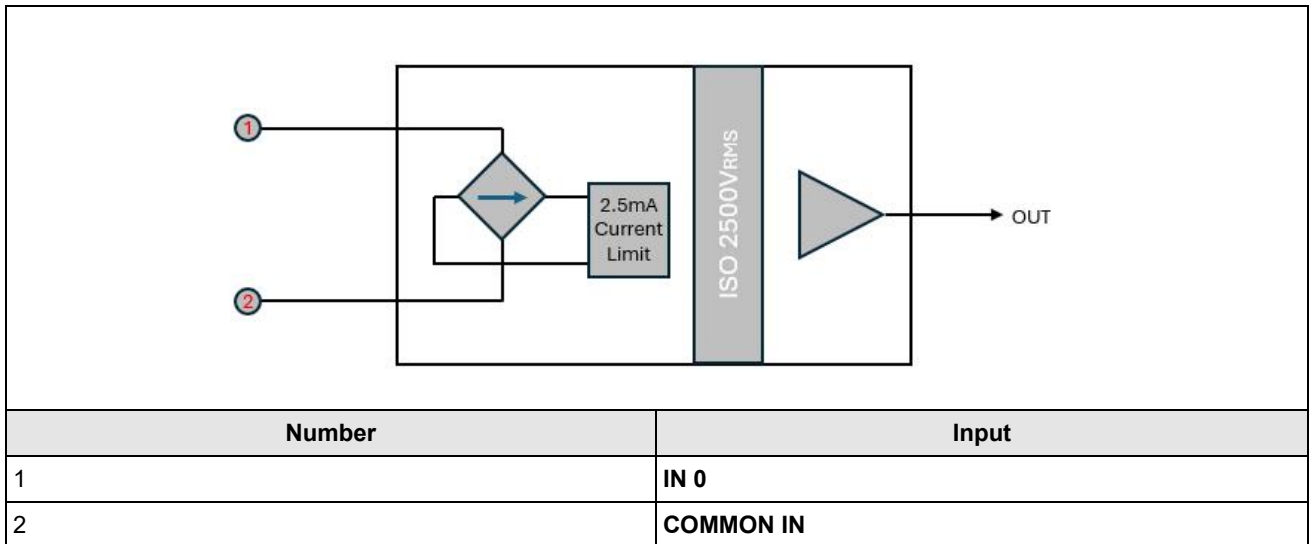 1
2.5mA
Current
Limit
ISO 2500VRMS
OUT
2
Number Input
1 IN 0
2 COMMON IN